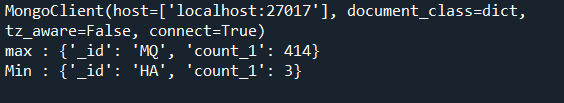 MongoClient(host=['localhost:27017'], document_class=dict,
tz_aware=False, connect=True)
max : {'_id': 'MQ', 'count_1': 414}
Min : {'_id': 'HA', 'count_1': 3}